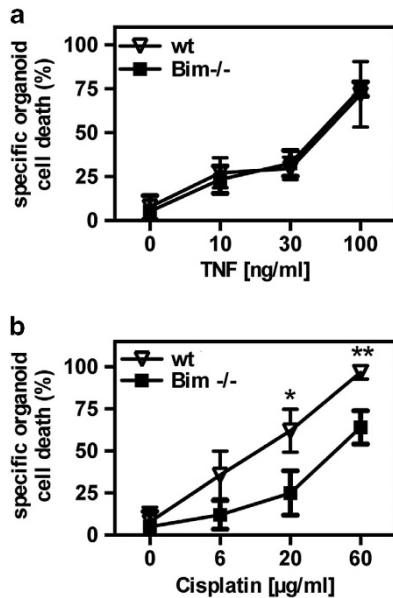 a
wt
Bim-/-
specific organoid
cell death (%)
100
75
50
25
0
0 10 30 100
TNF [ng/ml]
b
wt
Bim -/-
specific organoid
cell death (%)
100
75
50
25
0
* **
0 6 20 60
Cisplatin [µg/ml]